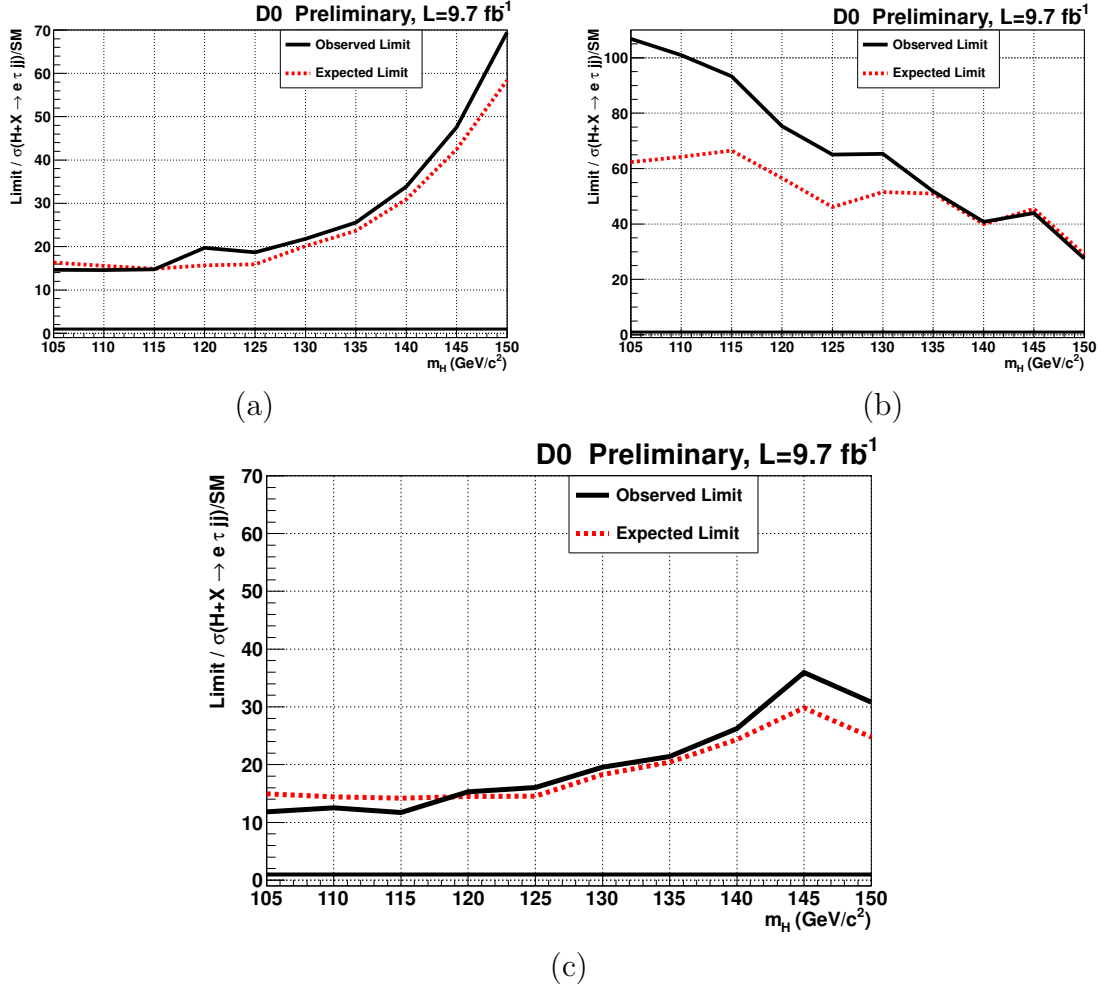 D0 Preliminary, L=9.7 fb-1
Limit / σ(H+X → e τ jj)/SM
70
60
50
40
30
20
10
0
Observed Limit
Expected Limit
105 110 115 120 125 130 135 140 145 150
mH (GeV/c2)
(a)
D0 Preliminary, L=9.7 fb-1
Limit / σ(H+X → e τ jj)/SM
100
80
60
40
20
0
Observed Limit
Expected Limit
105 110 115 120 125 130 135 140 145 150
mH (GeV/c2)
(b)
D0 Preliminary, L=9.7 fb-1
Limit / σ(H+X → e τ jj)/SM
70
60
50
40
30
20
10
0
Observed Limit
Expected Limit
105 110 115 120 125 130 135 140 145 150
mH (GeV/c2)
(c)